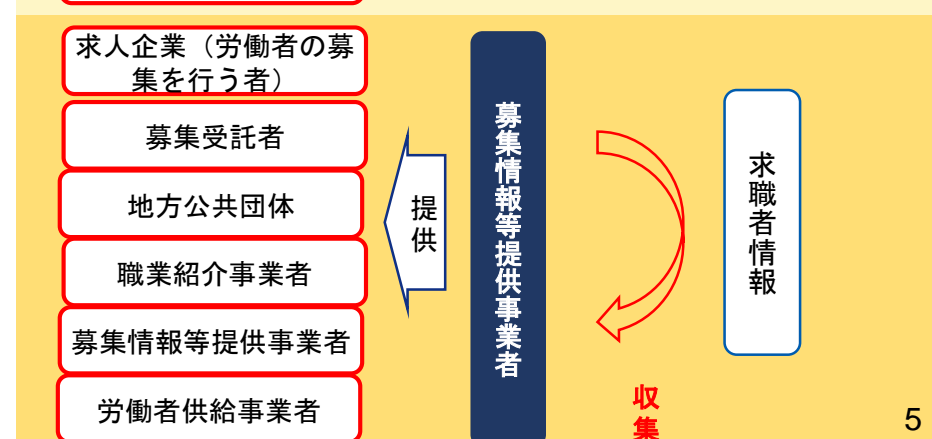 求人企業（労働者の募
集を行う者）
募集受託者
地方公共団体
職業紹介事業者
募集情報等提供事業者
労働者供給事業者
提供
募集情報等提供事業者
求職者情報
収集
5